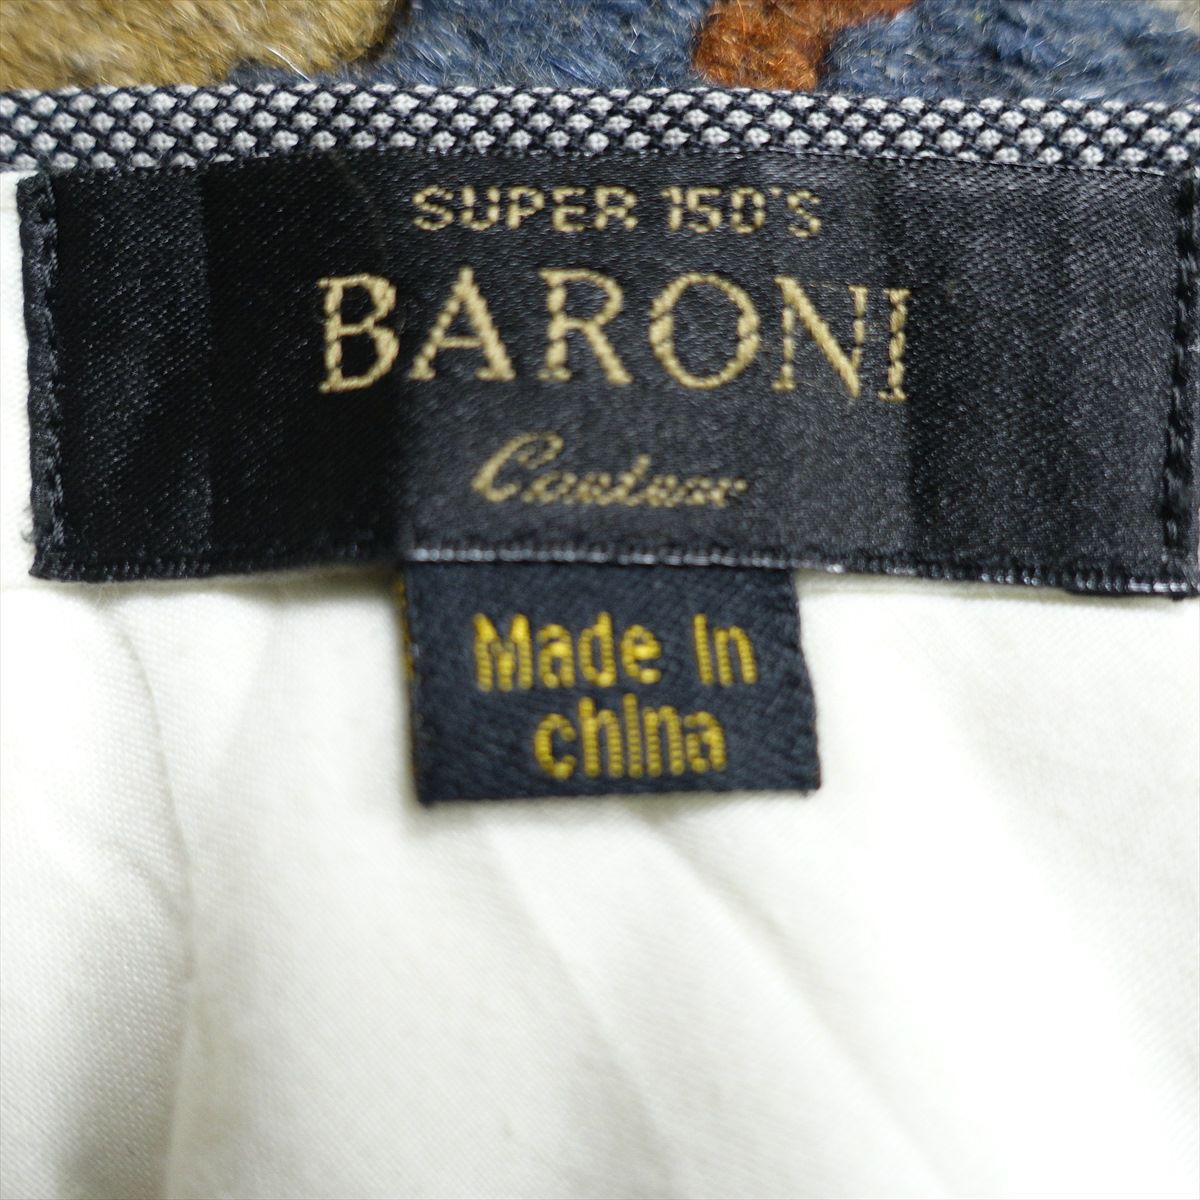 SUPER 150'S
BARONI
Couture
Made In
china